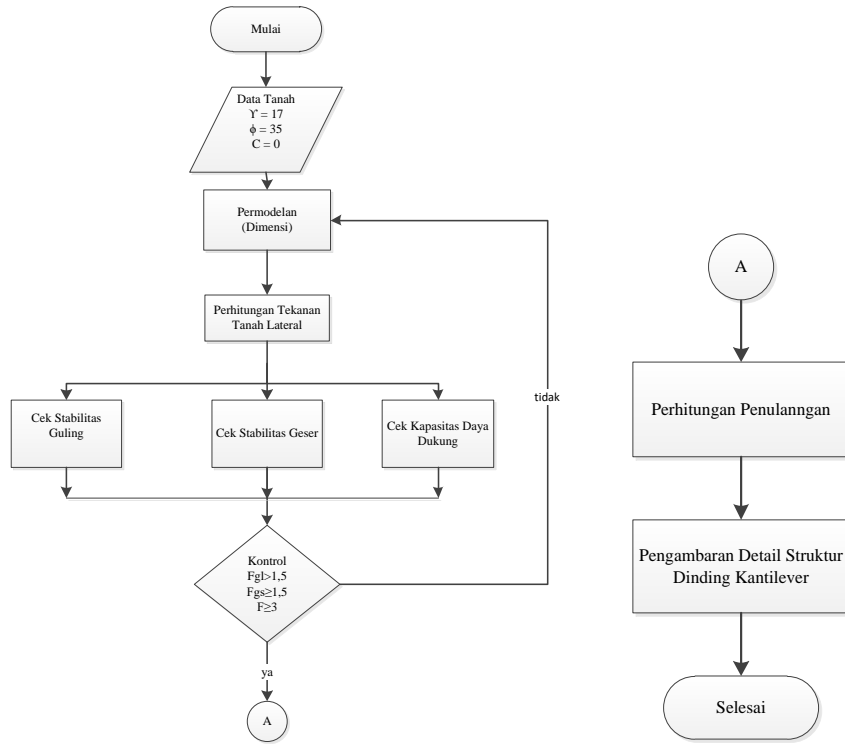 Mulai
Data Tanah
ϒ = 17
ϕ = 35
C = 0
Permodelan
(Dimensi)
Perhitungan Tekanan
Tanah Lateral
Cek Stabilitas
Guling
Cek Stabilitas Geser
Cek Kapasitas Daya
Dukung
tidak
Kontrol
Fgl>1,5
Fgs≥1,5
F≥3
ya
A
A
Perhitungan Penulanngan
Pengambaran Detail Struktur
Dinding Kantilever
Selesai